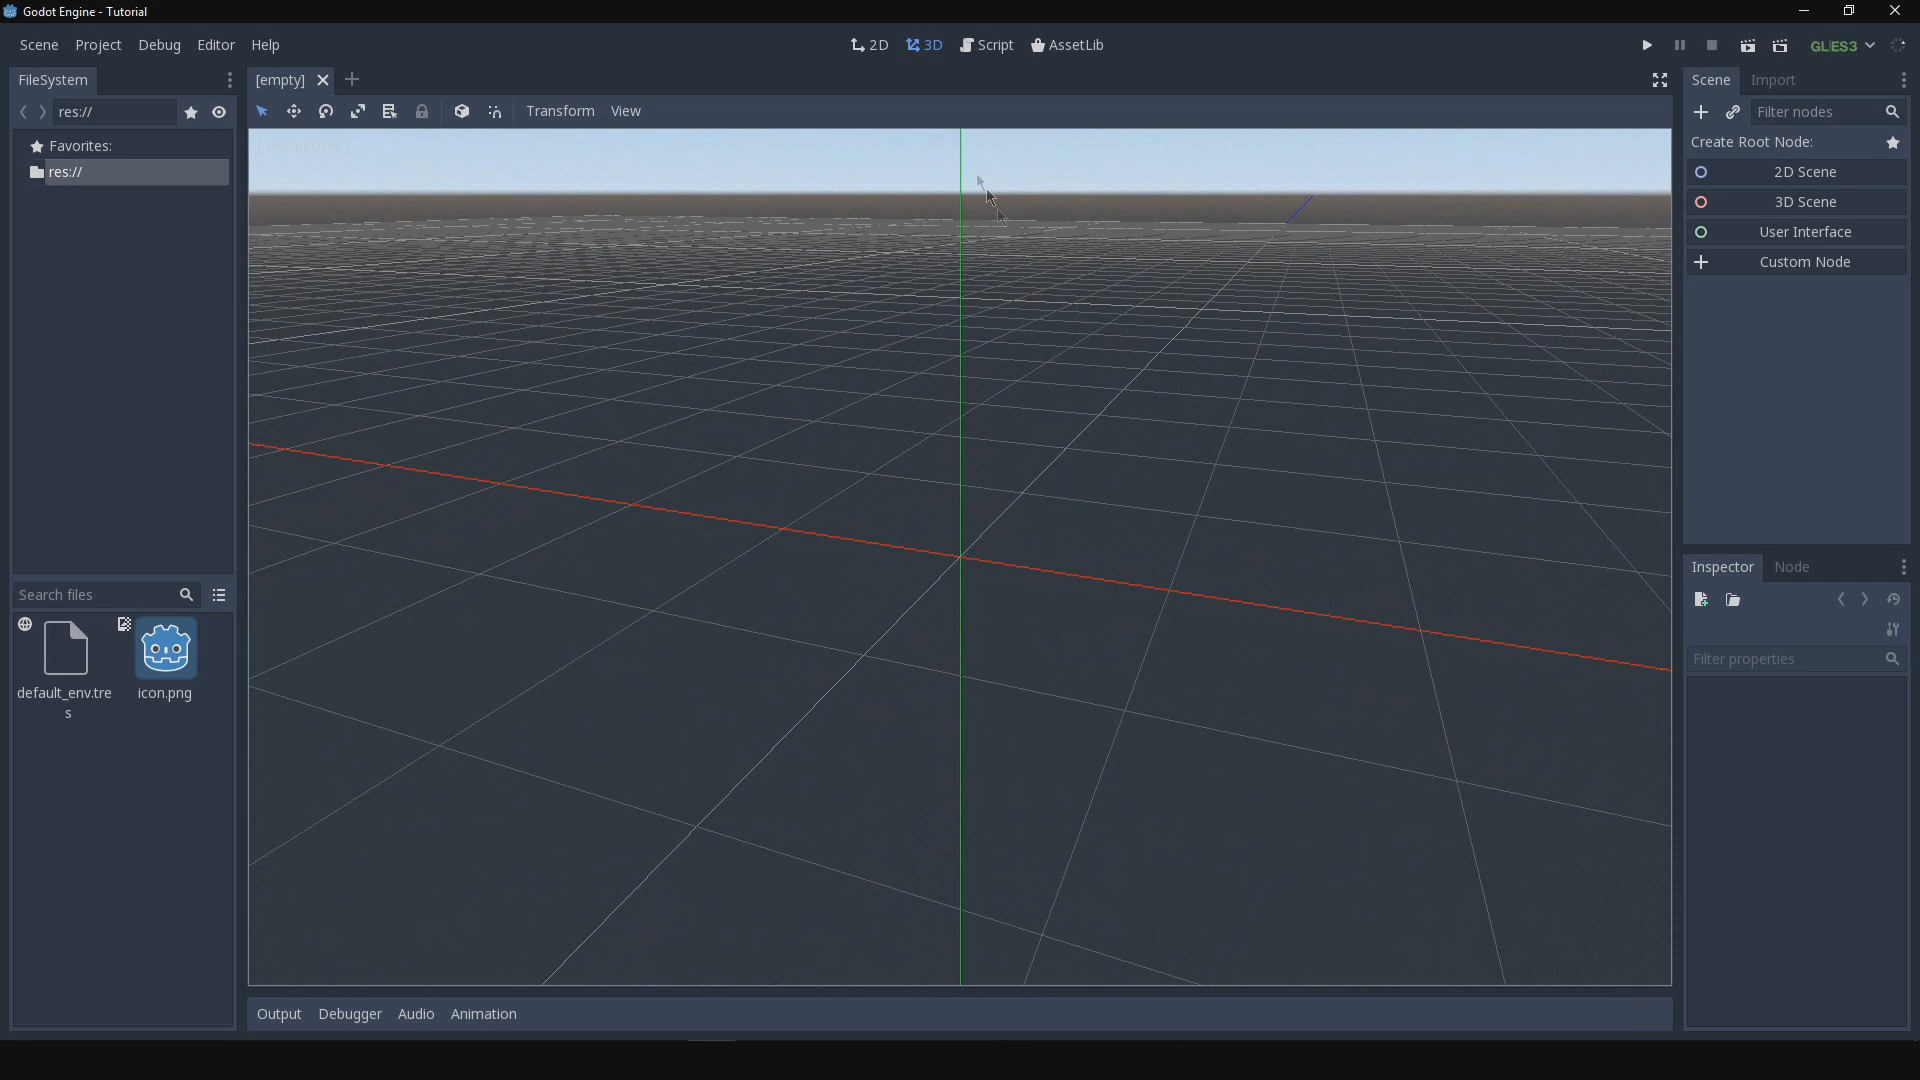 Godot Engine - Tutorial
Scene Project Debug Editor Help
2D 3D Script AssetLib
GLES3
FileSystem
[empty]
Scene Import
res://
Transform View
Filter nodes
Favorites:
res://
[ Perspective ]
Create Root Node:
2D Scene
3D Scene
User Interface
Custom Node
Search files
default_env.tre
s
icon.png
Inspector Node
Filter properties
Output Debugger Audio Animation